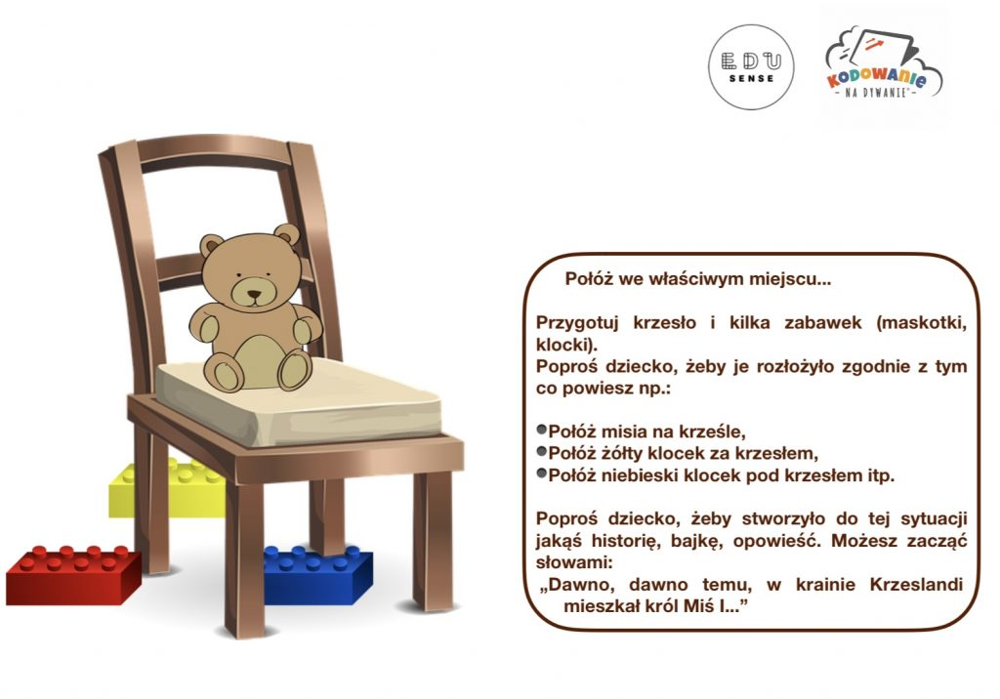 EDU
SENSE
KODOWANIE
- NA DYWANIE® -
Połóż we właściwym miejscu...
Przygotuj krzesło i kilka zabawek (maskotki,
klocki).
Poproś dziecko, żeby je rozłożyło zgodnie z tym
co powiesz np.:
Połóż misia na krześle,
Połóż żółty klocek za krzesłem,
Połóż niebieski klocek pod krzesłem itp.
Poproś dziecko, żeby stworzyło do tej sytuacji
jakąś historię, bajkę, opowieść. Możesz zacząć
słowami:
„Dawno, dawno temu, w krainie Krzeslandi
mieszkał król Miś I...”